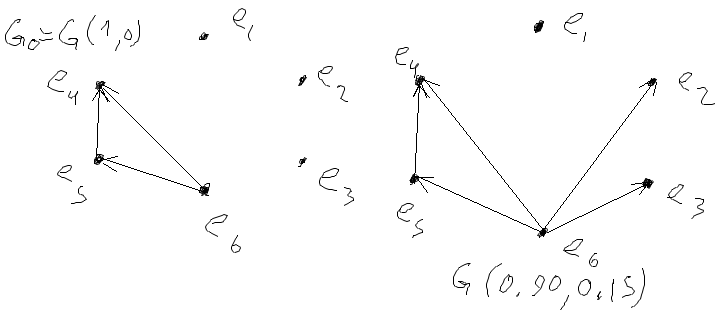 G₀=G(1,0)
e₁
e₄
e₂
e₅
e₃
e₆
e₁
e₄
e₂
e₅
e₃
e₆
G(0.90,0.15)